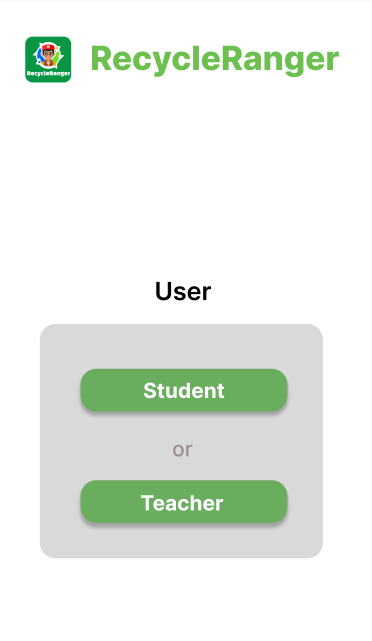 RecycleRanger
RecycleRanger
User
Student
or
Teacher